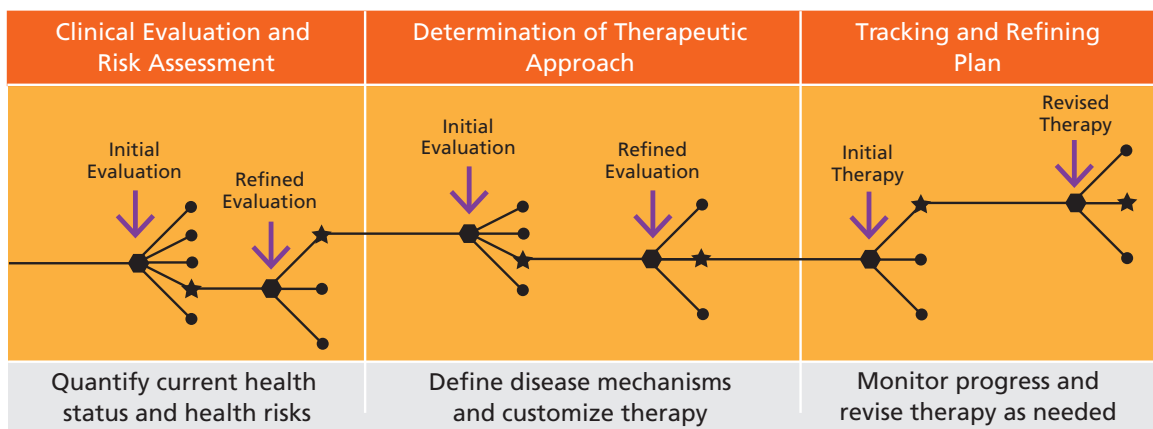 Clinical Evaluation and
Risk Assessment
Determination of Therapeutic
Approach
Tracking and Refining
Plan
Initial
Evaluation
Refined
Evaluation
Initial
Evaluation
Refined
Evaluation
Initial
Therapy
Revised
Therapy
Quantify current health
status and health risks
Define disease mechanisms
and customize therapy
Monitor progress and
revise therapy as needed